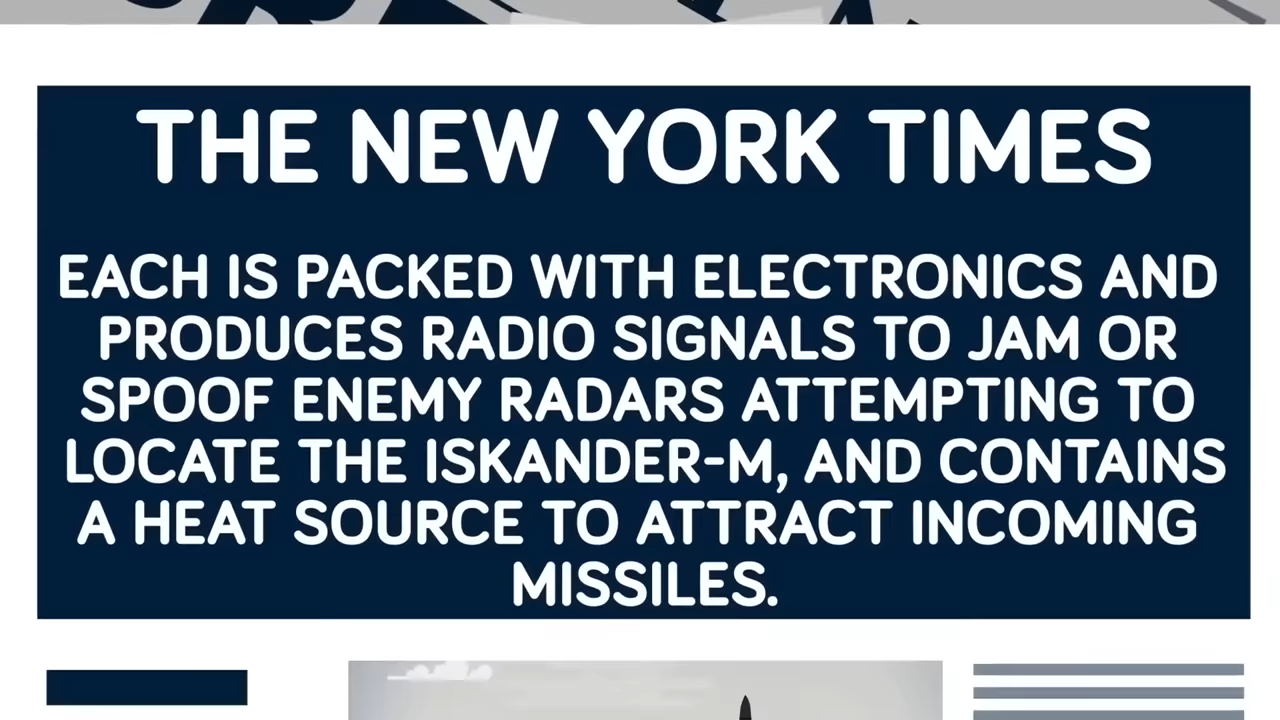 THE NEW YORK TIMES
EACH IS PACKED WITH ELECTRONICS AND
PRODUCES RADIO SIGNALS TO JAM OR
SPOOF ENEMY RADARS ATTEMPTING TO
LOCATE THE ISKANDER-M, AND CONTAINS
A HEAT SOURCE TO ATTRACT INCOMING
MISSILES.